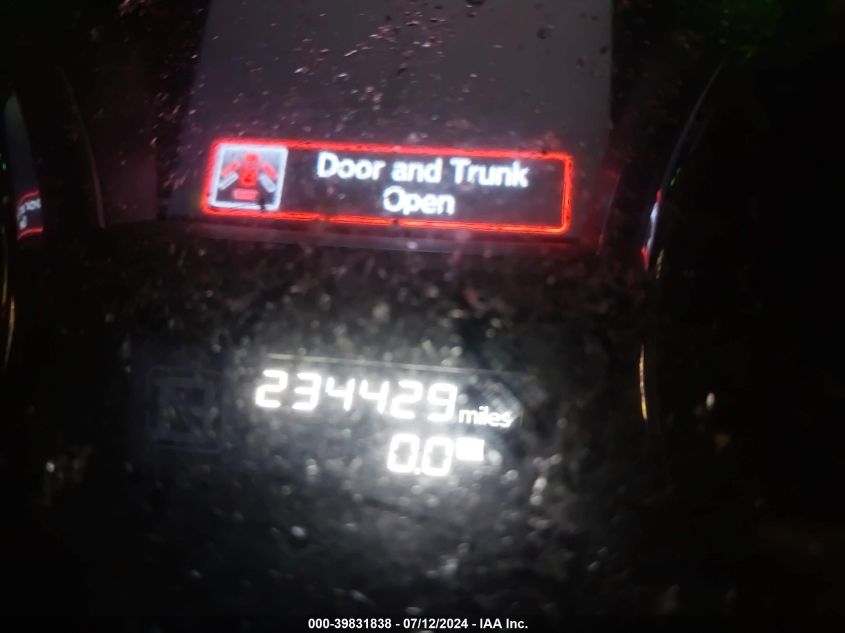 Door and Trunk
Open
234429 miles
0.0
000-39831838 - 07/12/2024 - IAA Inc.